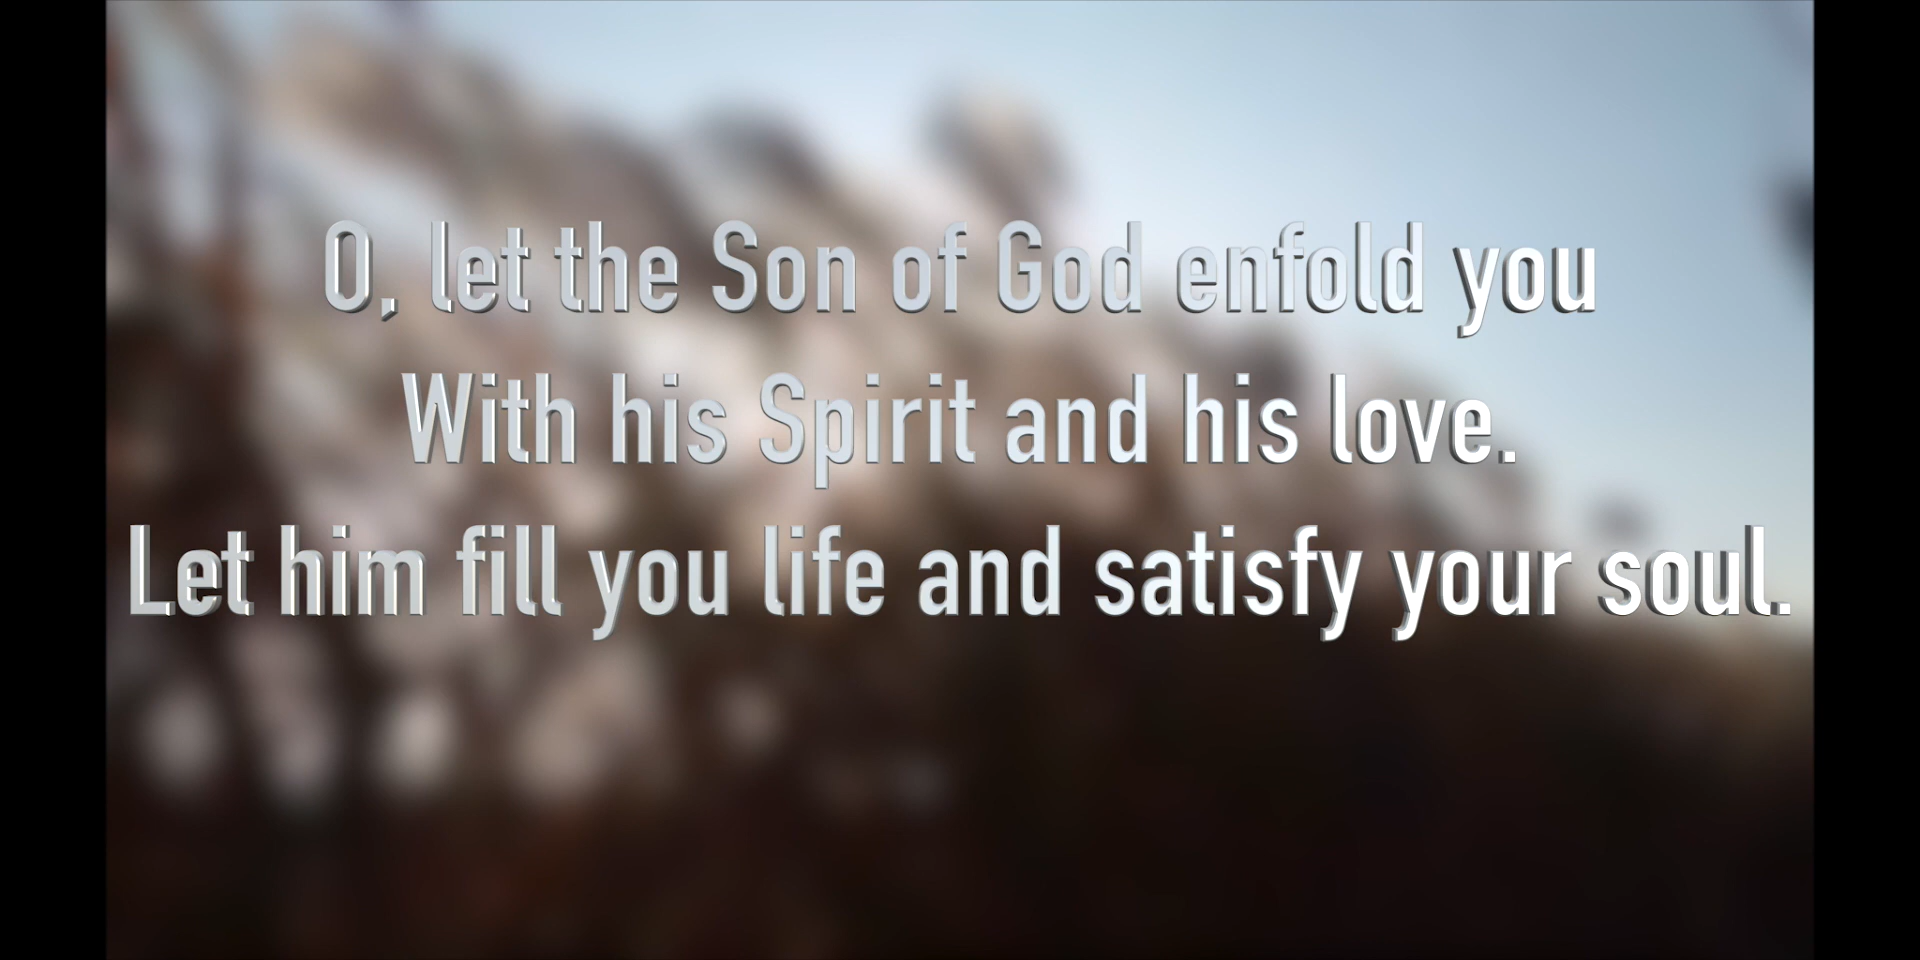 O, let the Son of God enfold you
With his Spirit and his love.
Let him fill you life and satisfy your soul.